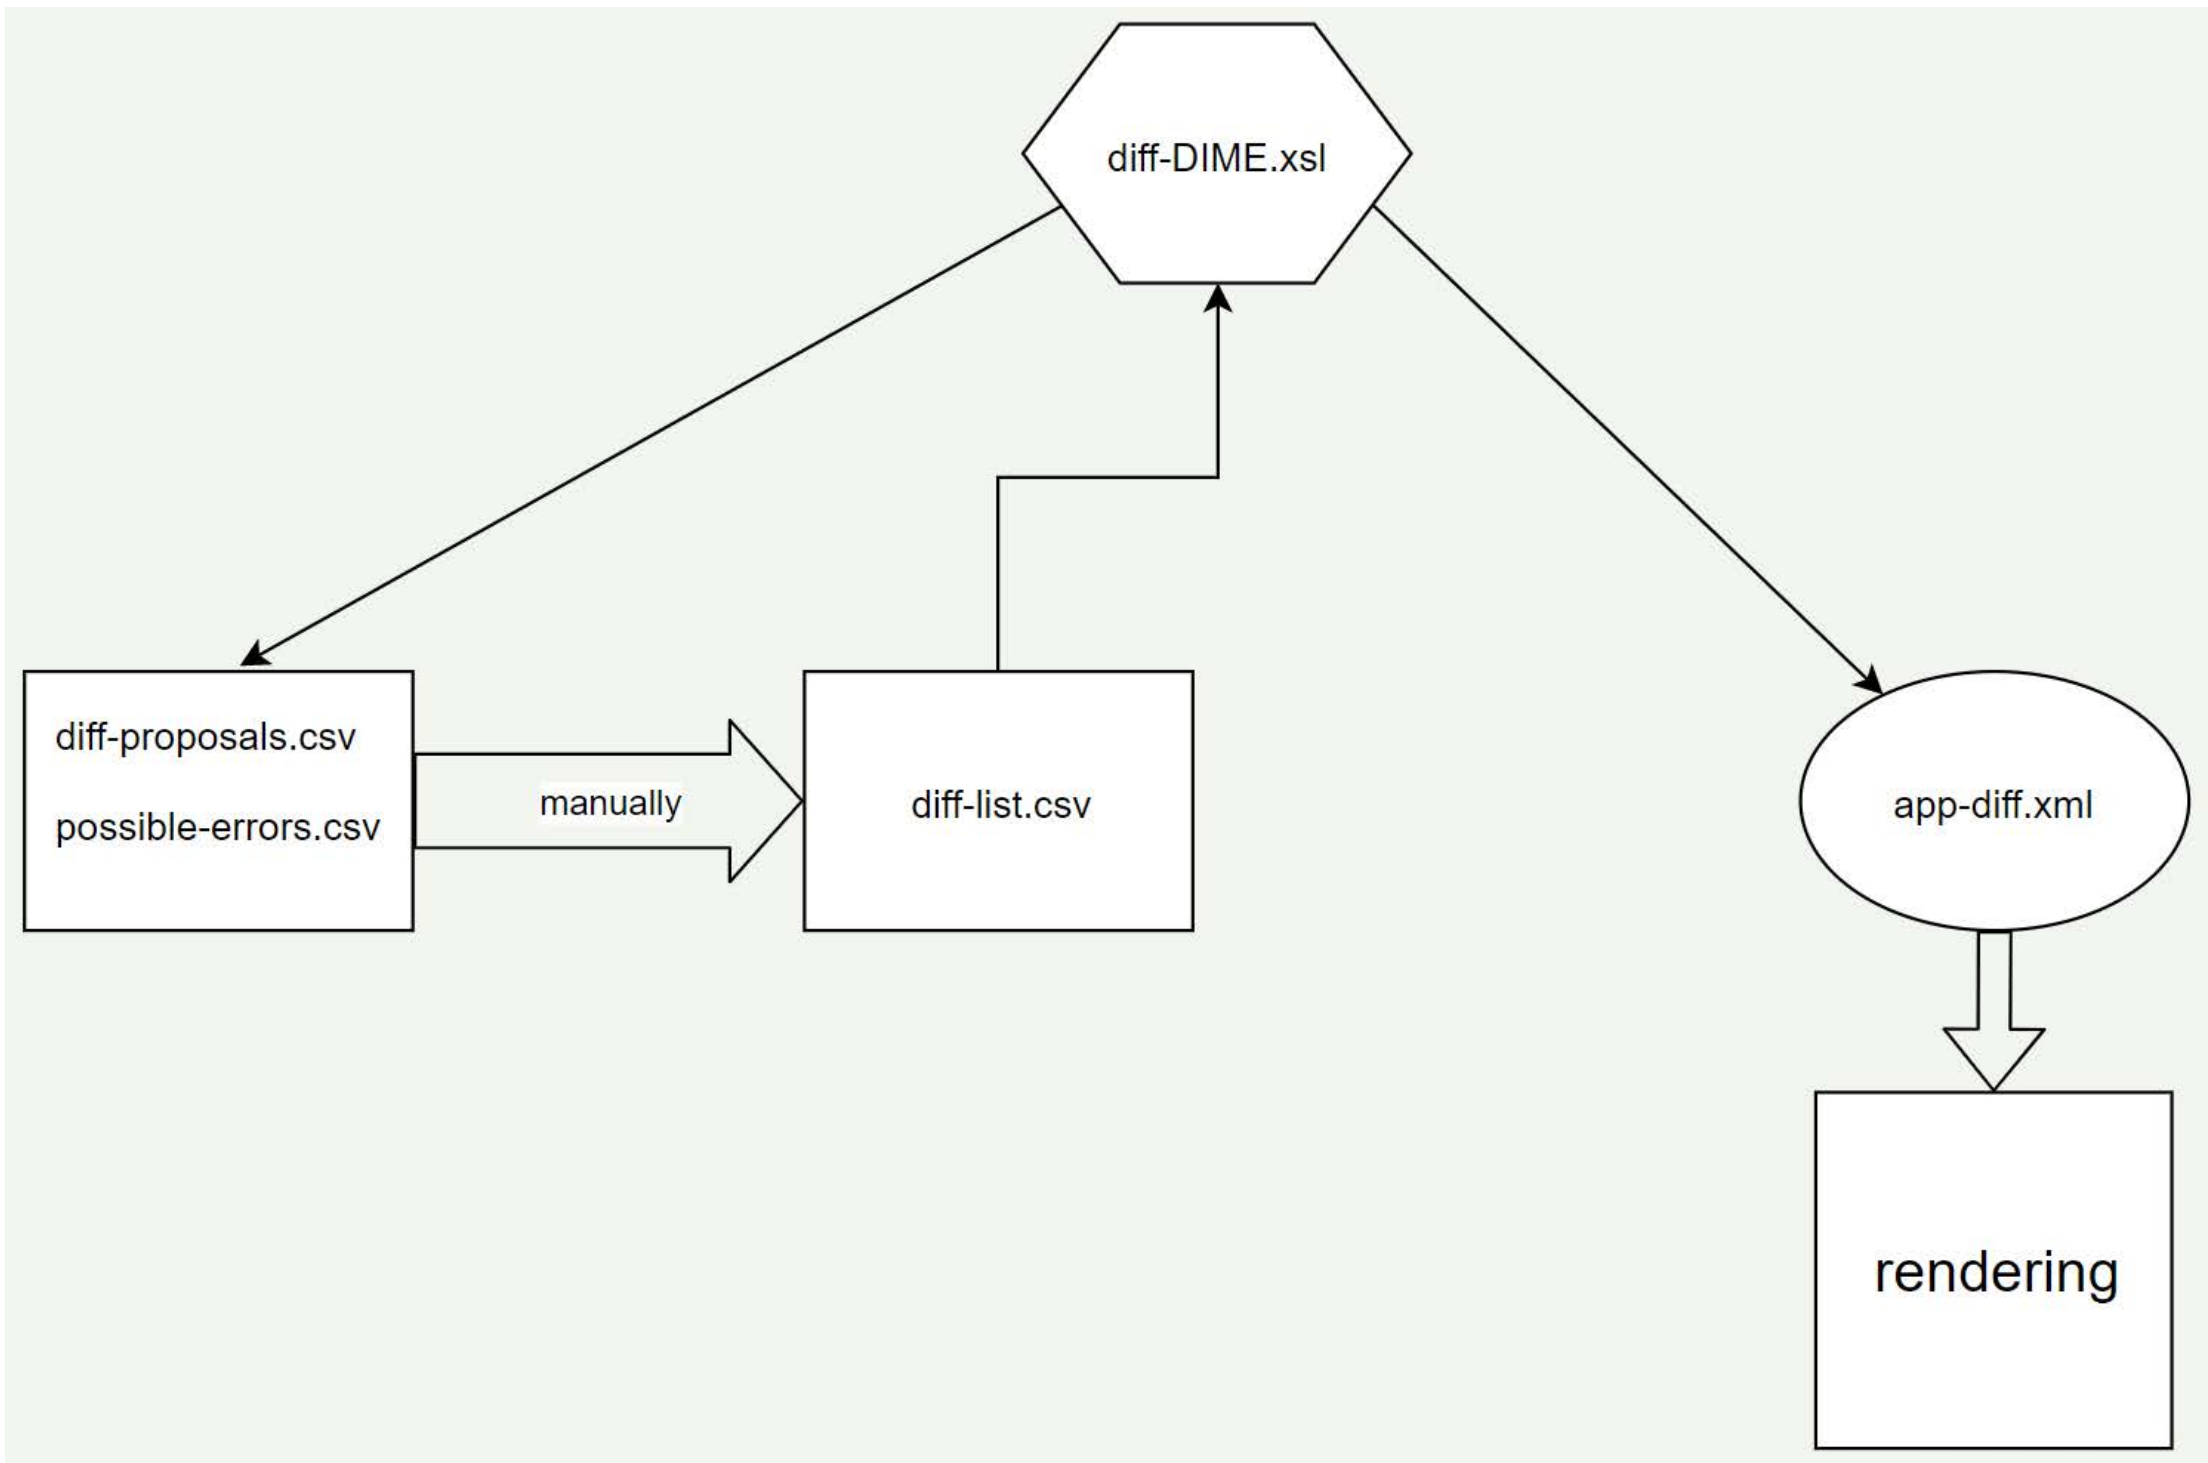 diff-DIME.xsl
diff-proposals.csv
possible-errors.csv
manually
diff-list.csv
app-diff.xml
rendering